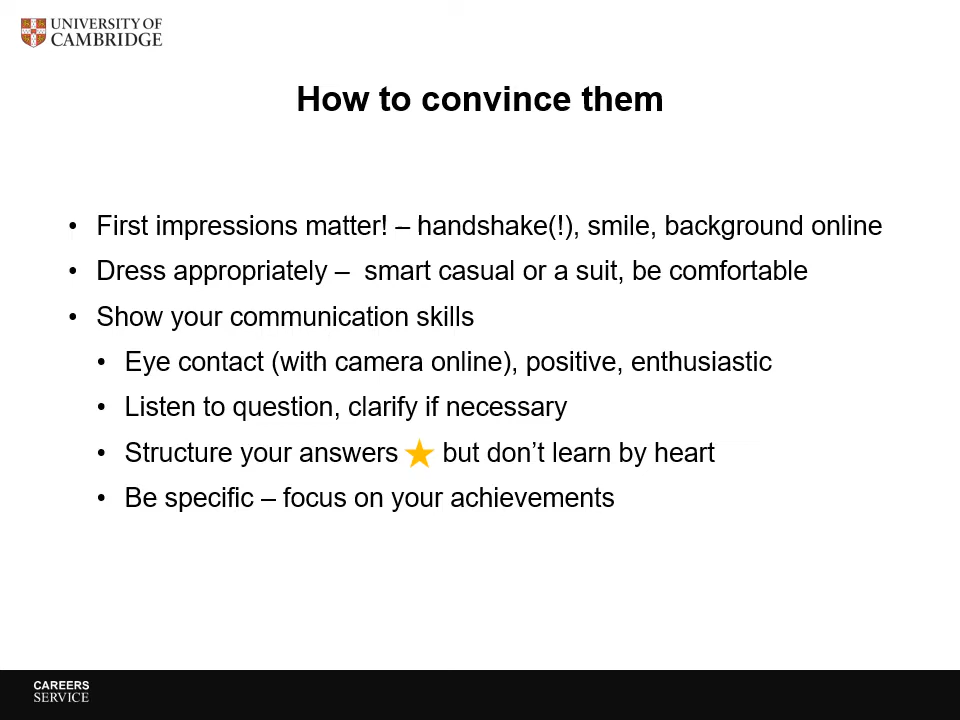 UNIVERSITY OF
CAMBRIDGE
How to convince them
• First impressions matter! – handshake(!), smile, background online
• Dress appropriately –  smart casual or a suit, be comfortable
• Show your communication skills
• Eye contact (with camera online), positive, enthusiastic
• Listen to question, clarify if necessary
• Structure your answers ⭐ but don’t learn by heart
• Be specific – focus on your achievements
CAREERS
SERVICE